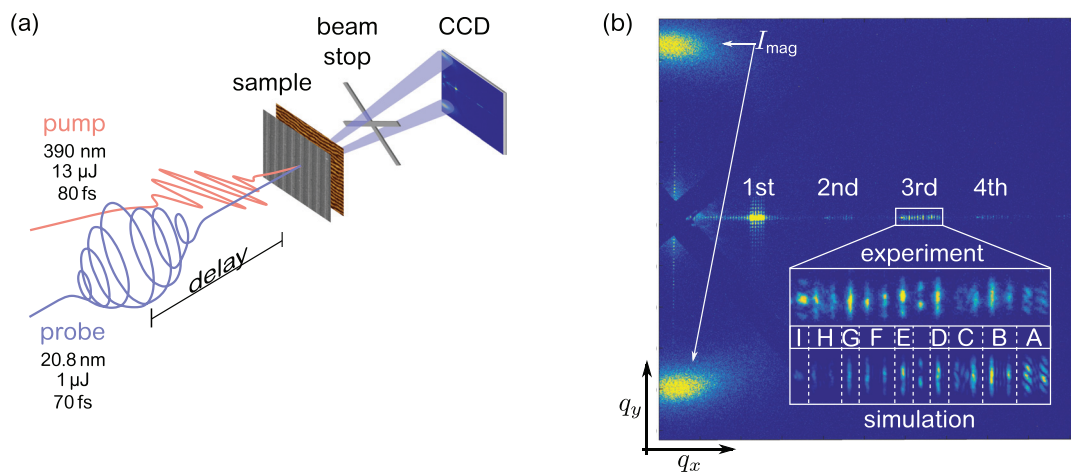 (a)
beam
stop
CCD
sample
pump
390 nm
13 µJ
80 fs
delay
probe
20.8 nm
1 µJ
70 fs
(b)
I_mag
1st
2nd
3rd
4th
experiment
I H G F E D C B A
simulation
q_y
q_x